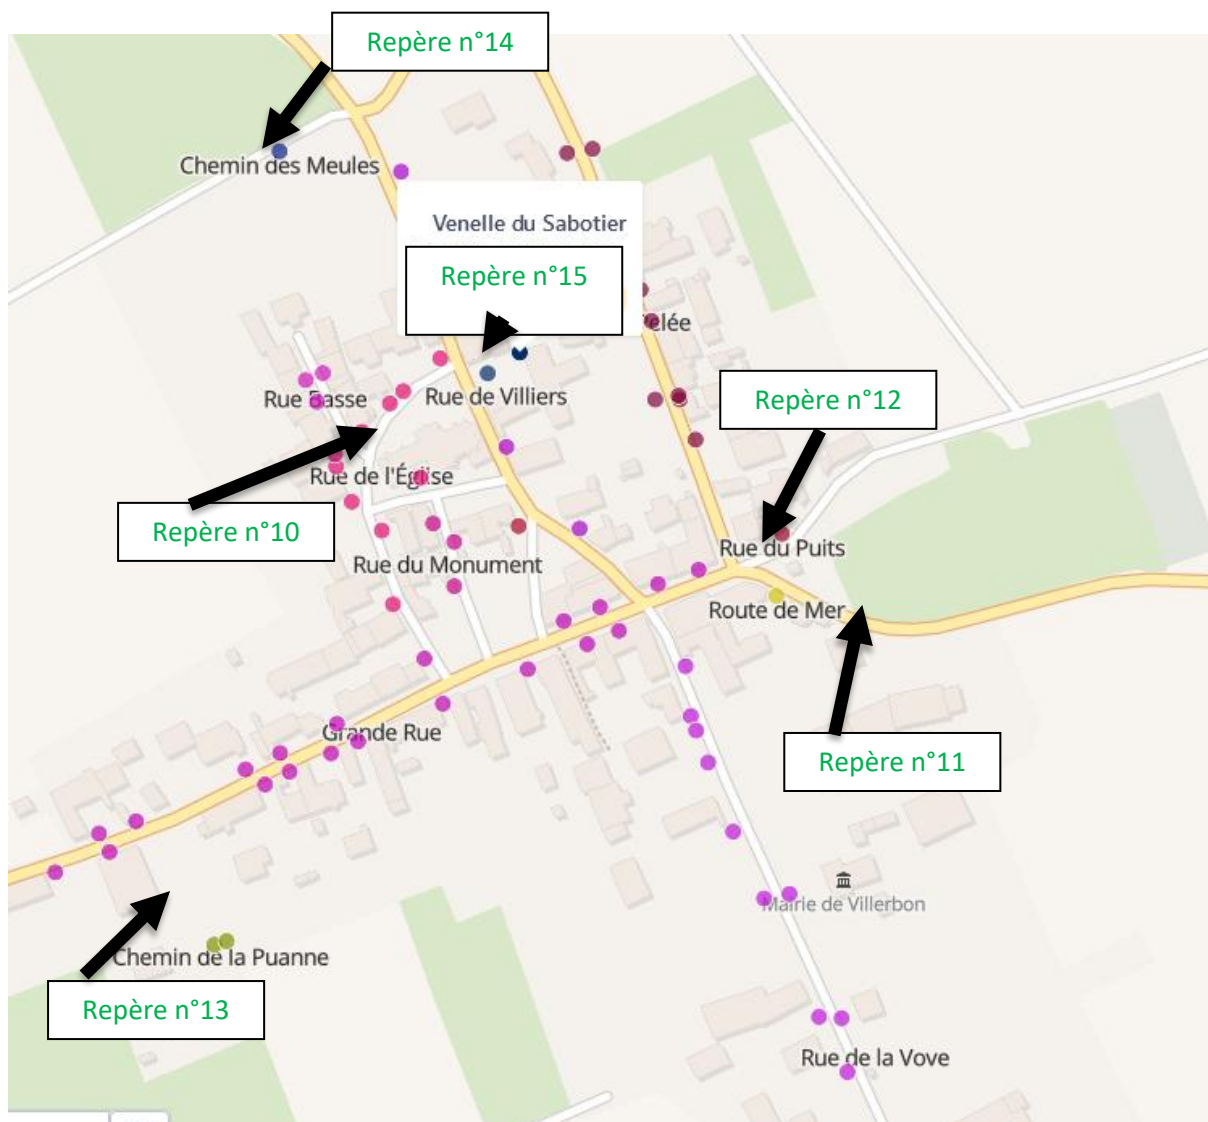 Repère n°14
Chemin des Meules
Venelle du Sabotier
Repère n°15
elée
Rue Basse
Rue de Villiers
Repère n°12
Rue de l'Église
Repère n°10
Rue du Puits
Rue du Monument
Route de Mer
Grande Rue
Repère n°11
Mairie de Villerbon
Chemin de la Puanne
Repère n°13
Rue de la Vove